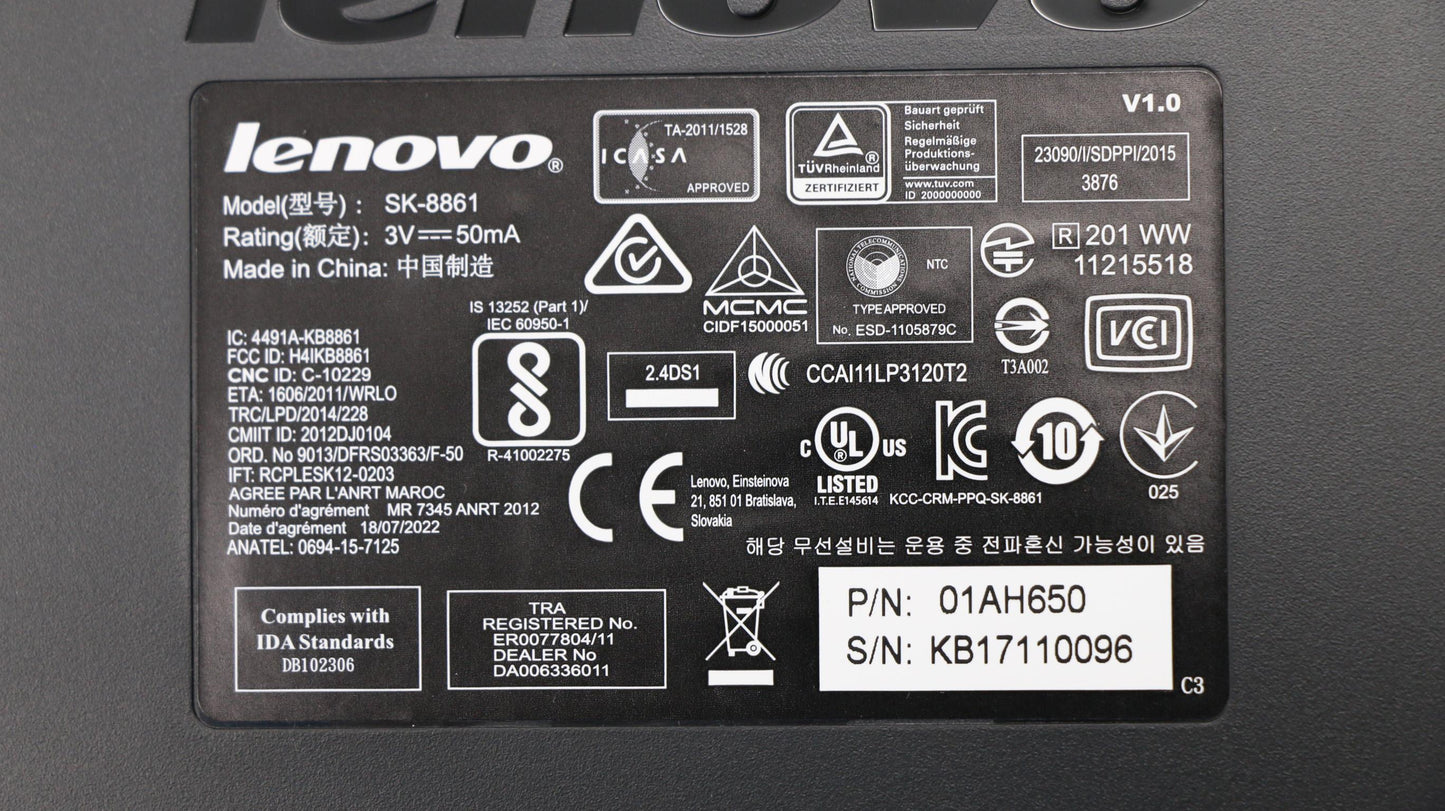 lenovo
V1.0
lenovo®
Model(型号) : SK-8861
Rating(额定): 3V⎓50mA
Made in China: 中国制造
TA-2011/1528
ICASA
APPROVED
TÜVRheinland®
ZERTIFIZIERT
Bauart geprüft
Sicherheit
Regelmäßige
Produktions-
überwachung
www.tuv.com
ID 2000000000
23090/I/SDPPI/2015
3876
MCMC
CIDF15000051
NATIONAL TELECOMMUNICATIONS
COMMISSION
NTC
TYPE APPROVED
No. ESD-1105879C
R 201 WW
11215518
T3A002
VCI
IS 13252 (Part 1)/
IEC 60950-1
R-41002275
2.4DS1
CCAI11LP3120T2
IC: 4491A-KB8861
FCC ID: H4IKB8861
CNC ID: C-10229
ETA: 1606/2011/WRLO
TRC/LPD/2014/228
CMIIT ID: 2012DJ0104
ORD. No 9013/DFRS03363/F-50
IFT: RCPLESK12-0203
AGREE PAR L'ANRT MAROC
Numéro d'agrément MR 7345 ANRT 2012
Date d'agrément 18/07/2022
ANATEL: 0694-15-7125
CE
Lenovo, Einsteinova
21, 851 01 Bratislava,
Slovakia
C UL® US
LISTED
I.T.E.E145614
KC
KCC-CRM-PPQ-SK-8861
10
025
해당 무선설비는 운용 중 전파혼신 가능성이 있음
Complies with
IDA Standards
DB102306
TRA
REGISTERED No.
ER0077804/11
DEALER No
DA006336011
P/N: 01AH650
S/N: KB17110096
C3